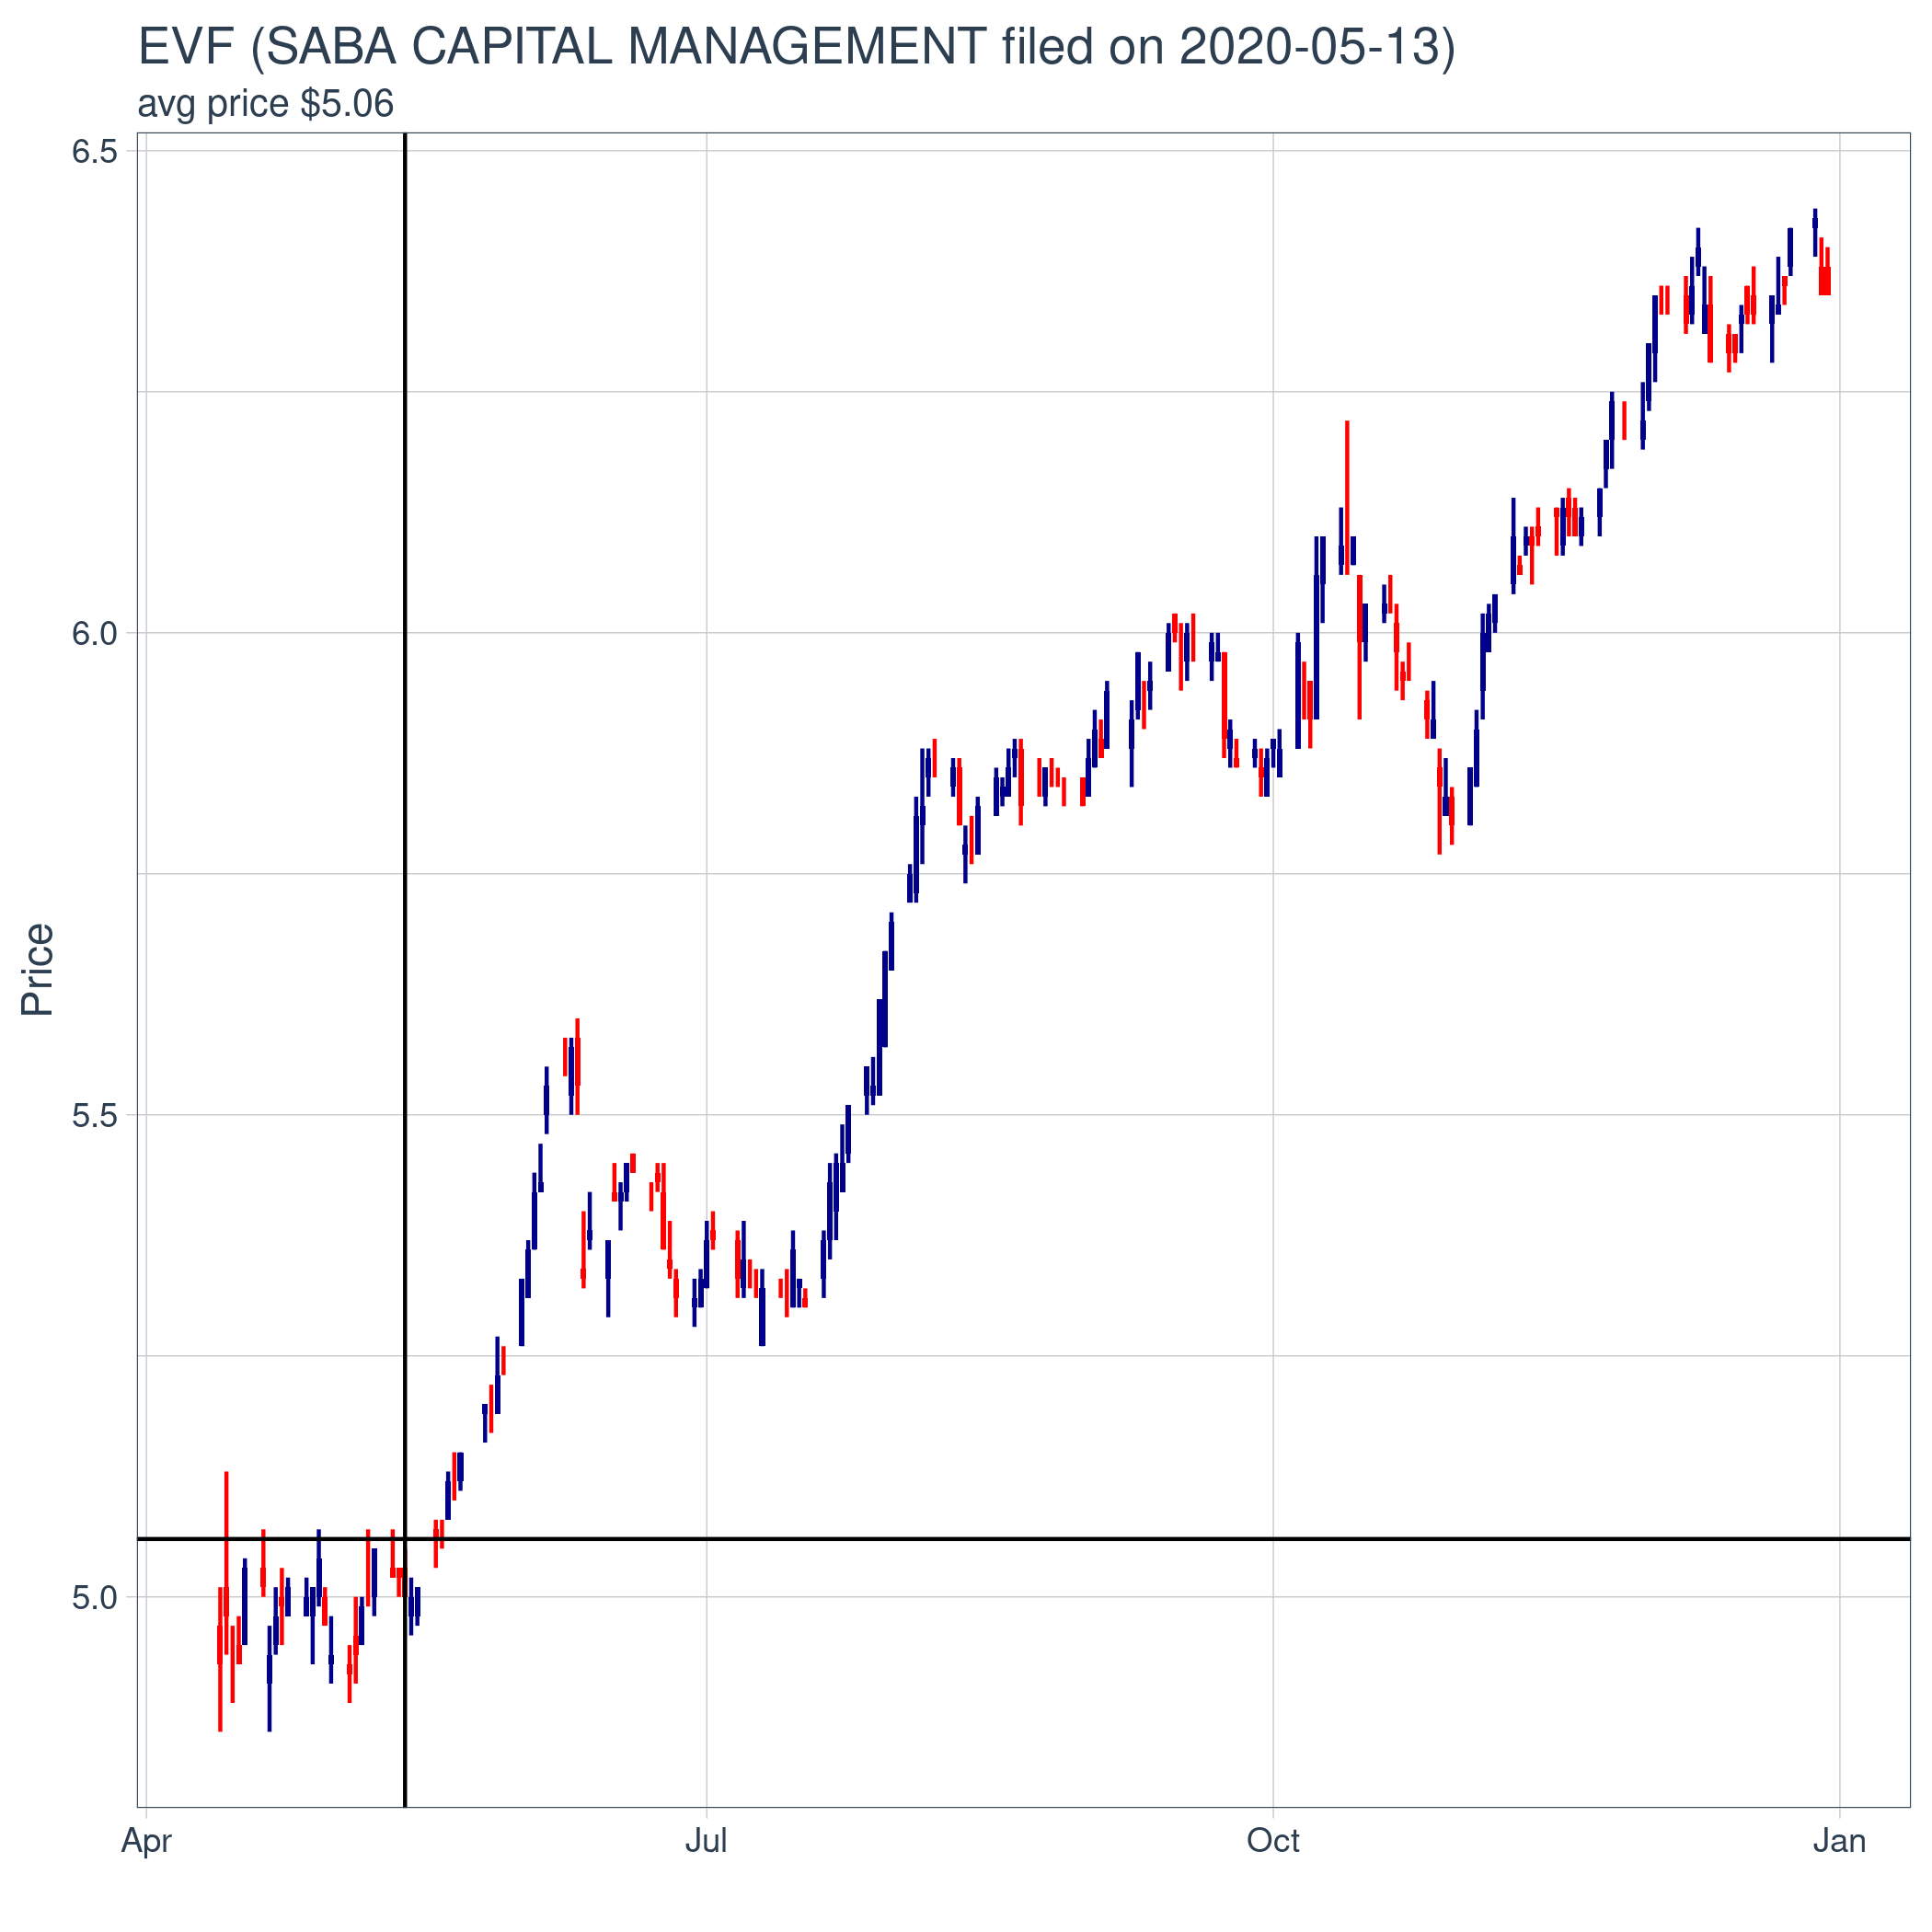 EVF (SABA CAPITAL MANAGEMENT filed on 2020-05-13)
avg price $5.06
6.5
6.0
5.5
5.0
Price
Apr Jul Oct Jan